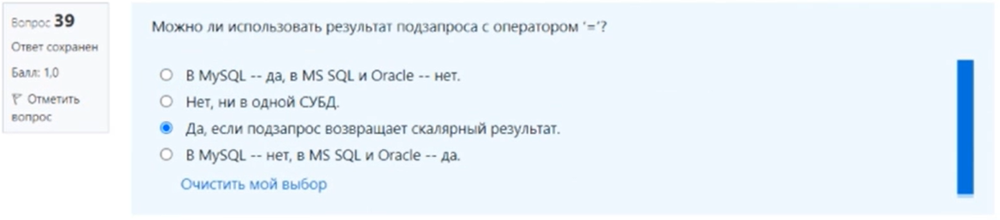 Вопрос 39
Ответ сохранен
Балл: 1,0
Отметить
вопрос
Можно ли использовать результат подзапроса с оператором '='?
В MySQL -- да, в MS SQL и Oracle -- нет.
Нет, ни в одной СУБД.
Да, если подзапрос возвращает скалярный результат.
В MySQL -- нет, в MS SQL и Oracle -- да.
Очистить мой выбор